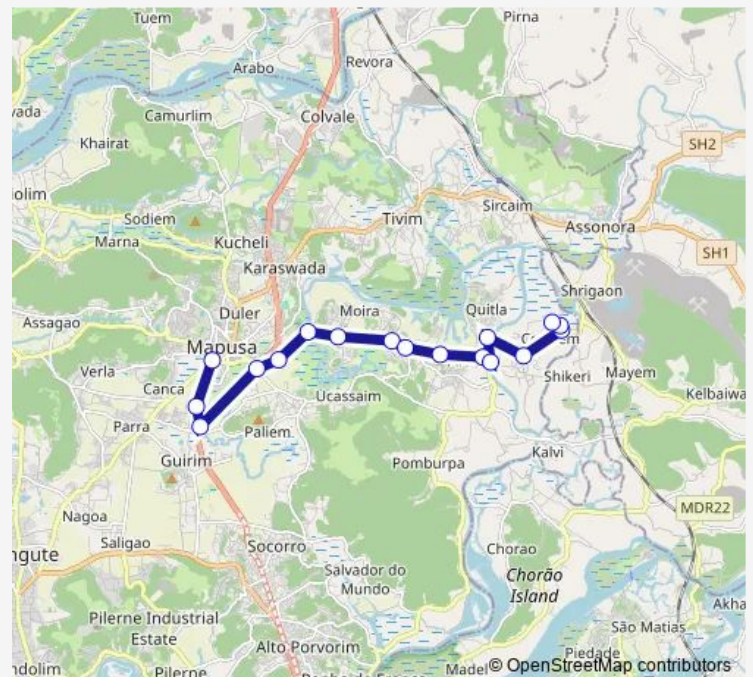 Tuem
Pirna
Arabo
Revora
Camurlim
Colvale
SH2
Khairat
olim
Sircaim
Sodiem
Tivim
Assonora
Marna
Kucheli
SH1
Karaswada
Shrigaon
Duler
Moira
Quitla
Assagao
Mapusa
Verla
Shikeri
Mayem
Canca
Kelbaiwa
Ucassaim
Parra
Paliem
Guirim
Pomburpa
Kalvi
Nagoa
MDR22
Saligao
Socorro
Chorao
ngute
Salvador do
Mundo
Chorão
Island
Akha
Pilerne Industrial
Estate
São Matias
Alto Porvorim
Piedade
ndolim
Pilerne
Madel
© OpenStreetMap contributors